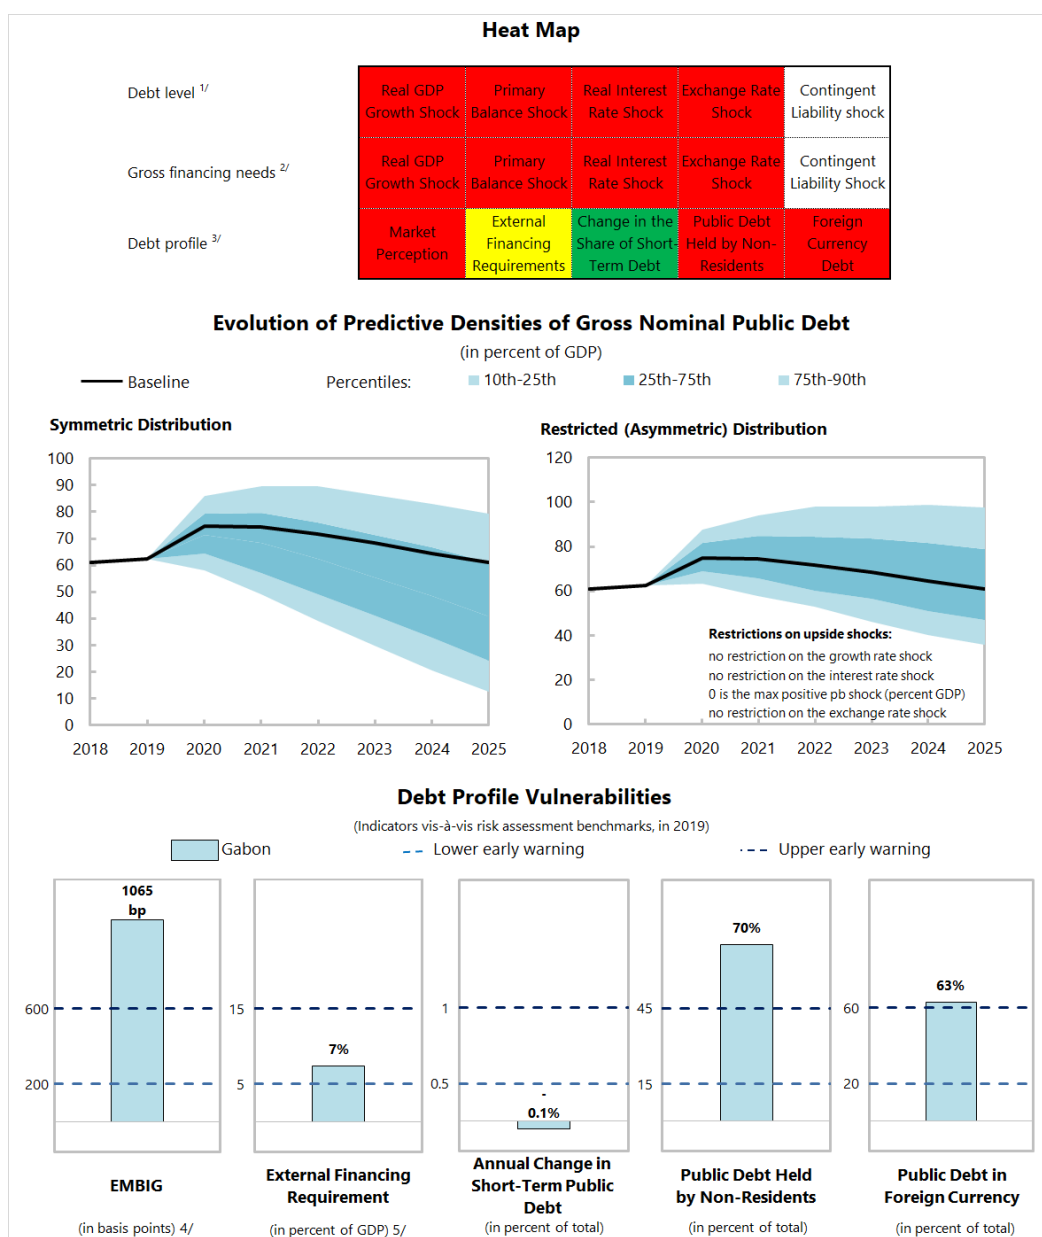 Heat Map
Debt level 1/
Real GDP
Growth Shock
Primary
Balance Shock
Real Interest
Rate Shock
Exchange Rate
Shock
Contingent
Liability shock
Gross financing needs 2/
Real GDP
Growth Shock
Primary
Balance Shock
Real Interest
Rate Shock
Exchange Rate
Shock
Contingent
Liability Shock
Debt profile 3/
Market
Perception
External
Financing
Requirements
Change in the
Share of Short-
Term Debt
Public Debt
Held by Non-
Residents
Foreign
Currency
Debt
Evolution of Predictive Densities of Gross Nominal Public Debt
(in percent of GDP)
Baseline
Percentiles:
10th-25th
25th-75th
75th-90th
Symmetric Distribution
100
90
80
70
60
50
40
30
20
10
0
2018 2019 2020 2021 2022 2023 2024 2025
Restricted (Asymmetric) Distribution
120
100
80
60
40
20
0
Restrictions on upside shocks:
no restriction on the growth rate shock
no restriction on the interest rate shock
0 is the max positive pb shock (percent GDP)
no restriction on the exchange rate shock
2018 2019 2020 2021 2022 2023 2024 2025
Debt Profile Vulnerabilities
(Indicators vis-à-vis risk assessment benchmarks, in 2019)
Gabon
Lower early warning
Upper early warning
1065
bp
600
200
EMBIG
(in basis points) 4/
15
7%
5
External Financing
Requirement
(in percent of GDP) 5/
1
0.5
-
0.1%
Annual Change in
Short-Term Public
Debt
(in percent of total)
70%
45
15
Public Debt Held
by Non-Residents
(in percent of total)
63%
60
20
Public Debt in
Foreign Currency
(in percent of total)